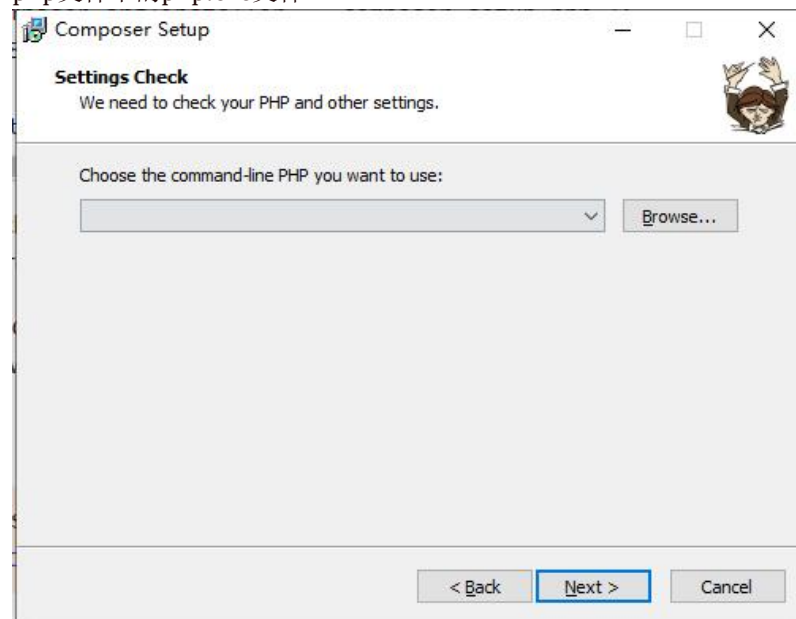 Composer Setup
Settings Check
We need to check your PHP and other settings.
Choose the command-line PHP you want to use:
Browse...
< Back
Next >
Cancel